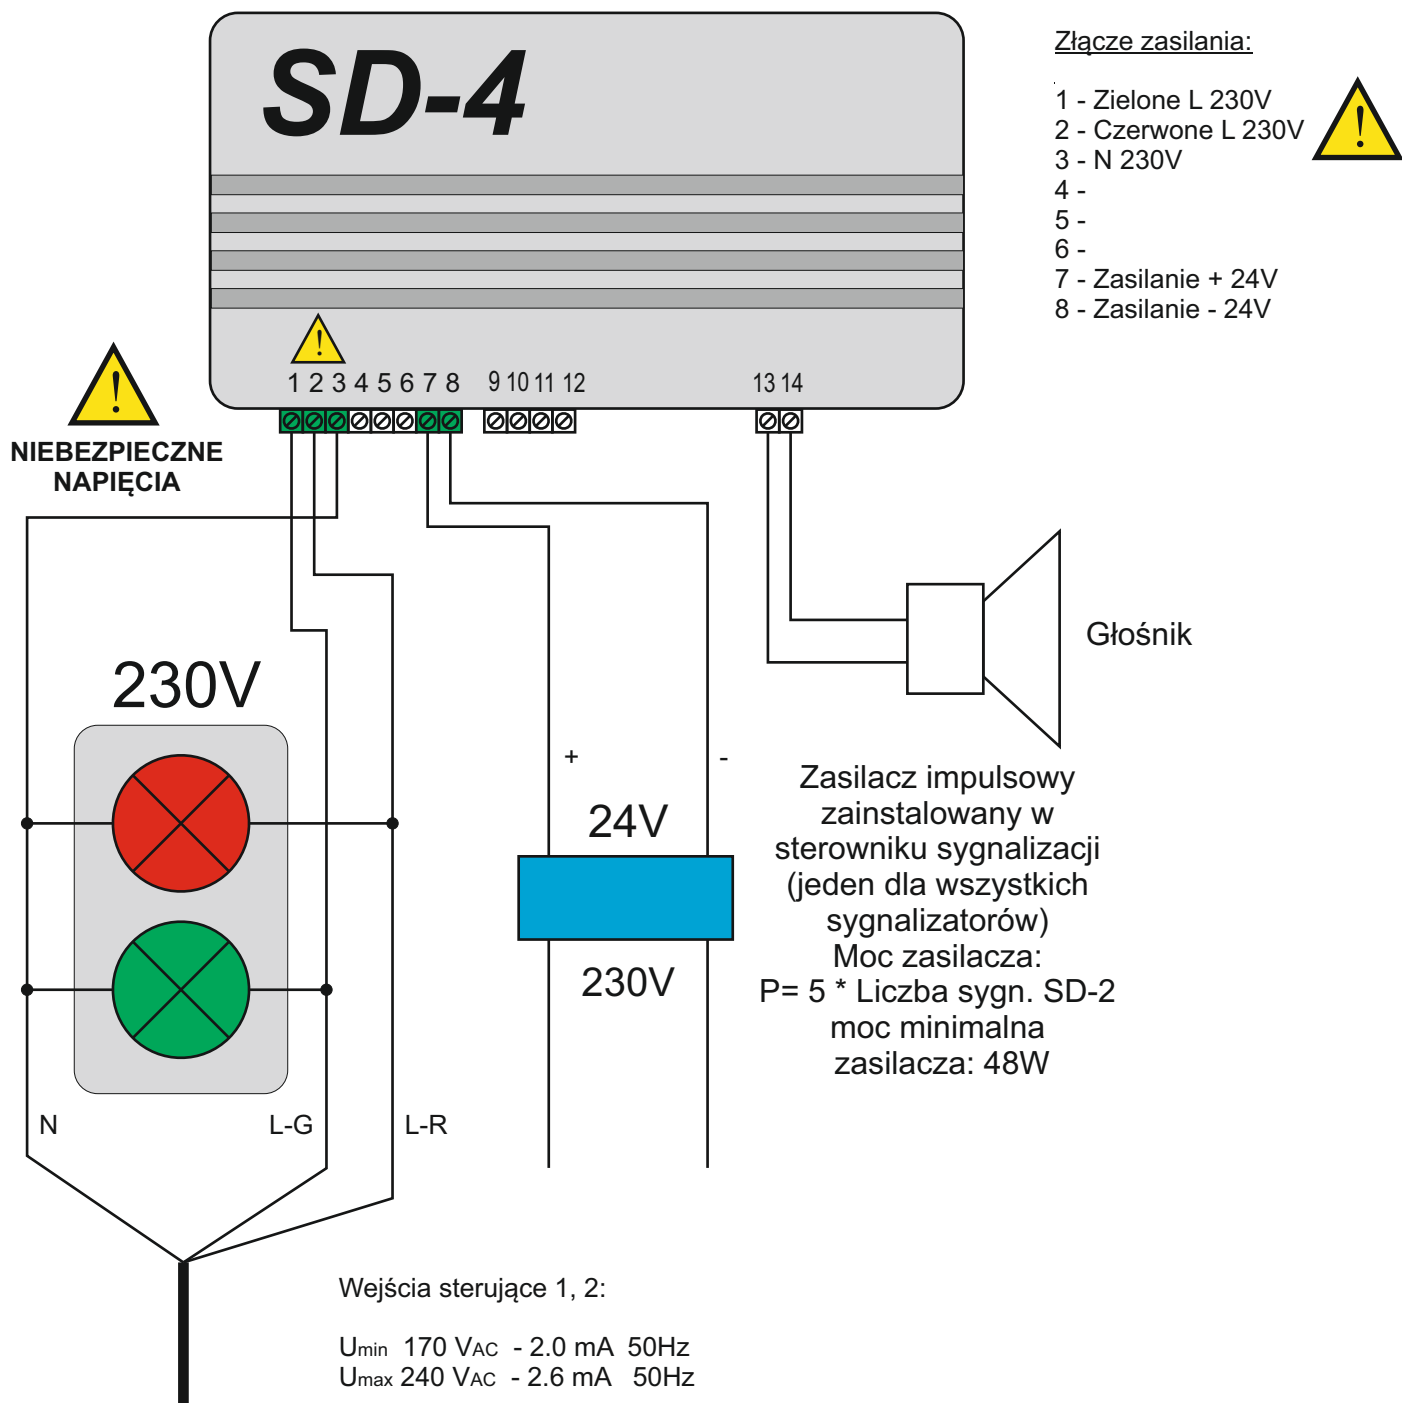 SD-4
Złącze zasilania:
1 - Zielone L 230V
2 - Czerwone L 230V
3 - N 230V
4 -
5 -
6 -
7 - Zasilanie + 24V
8 - Zasilanie - 24V
!
!
!
1 2 3 4 5 6 7 8 9 10 11 12 13 14
NIEBEZPIECZNE
NAPIĘCIA
Głośnik
230V
+ -
24V
230V
Zasilacz impulsowy
zainstalowany w
sterowniku sygnalizacji
(jeden dla wszystkich
sygnalizatorów)
Moc zasilacza:
P= 5 * Liczba sygn. SD-2
moc minimalna
zasilacza: 48W
N L-G L-R
Wejścia sterujące 1, 2:
Umin 170 VAC - 2.0 mA 50Hz
Umax 240 VAC - 2.6 mA 50Hz